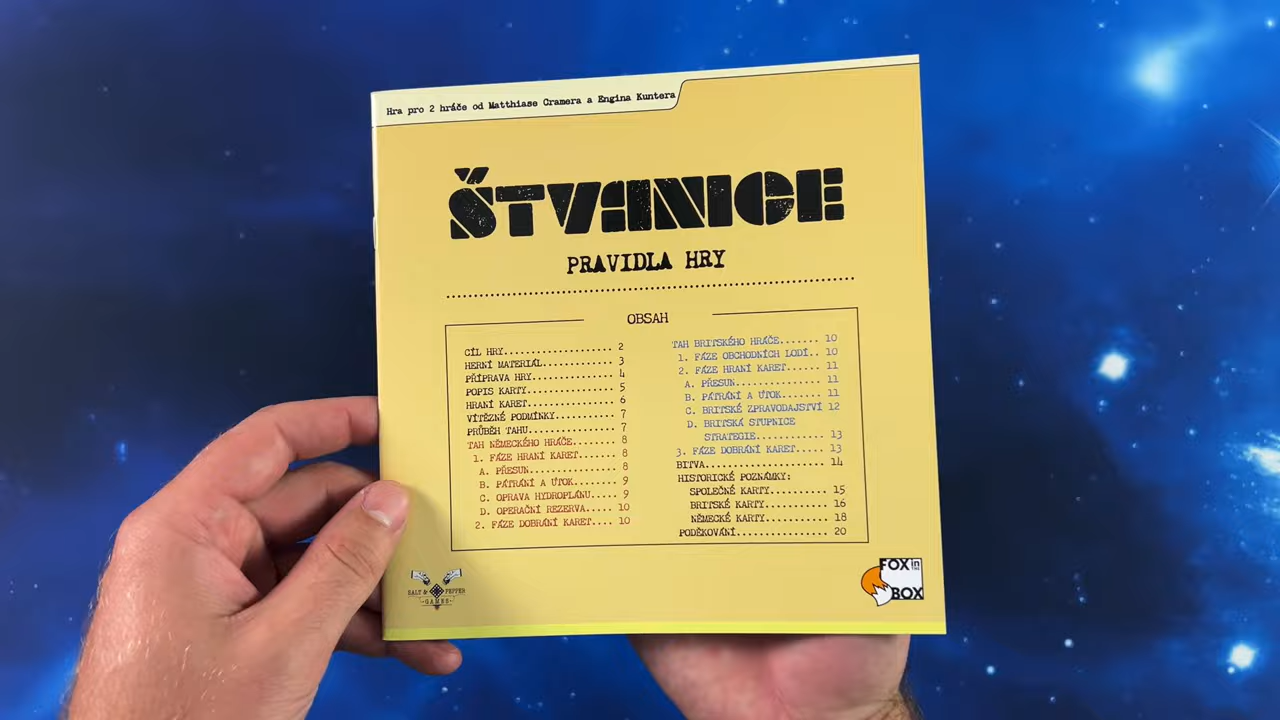 Hra pro 2 hráče od Matthiase Cramera a Engina Kuntera
ŠTVANICE
PRAVIDLA HRY
OBSAH
CÍL HRY................... 2
HERNÍ MATERIÁL............. 3
PŘÍPRAVA HRY.............. 4
POPIS KARTY............... 5
HRANÍ KARET............... 6
VÍTĚZNÉ PODMÍNKY.......... 7
PRŮBĚH TAHU............... 7
TAH NĚMECKÉHO HRÁČE....... 8
1. FÁZE HRANÍ KARET...... 8
A. PŘESUN.............. 8
B. PÁTRÁNÍ A ÚTOK...... 9
C. OPRAVA HYDROPLÁNU.... 9
D. OPERAČNÍ REZERVA.... 10
2. FÁZE DOBRÁNÍ KARET.... 10
TAH BRITSKÉHO HRÁČE...... 10
1. FÁZE OBCHODNÍCH LODÍ.. 10
2. FÁZE HRANÍ KARET...... 11
A. PŘESUN.............. 11
B. PÁTRÁNÍ A ÚTOK...... 11
C. BRITSKÉ ZPRAVODAJSTVÍ 12
D. BRITSKÁ STUPNICE
STRATEGIE........... 13
3. FÁZE DOBRÁNÍ KARET.... 13
BITVA.................... 14
HISTORICKÉ POZNÁMKY:
SPOLEČNÉ KARTY.......... 15
BRITSKÉ KARTY........... 16
NĚMECKÉ KARTY........... 18
PODĚKOVÁNÍ............... 20
SALT & PEPPER
GAMES
FOX in
THE
BOX